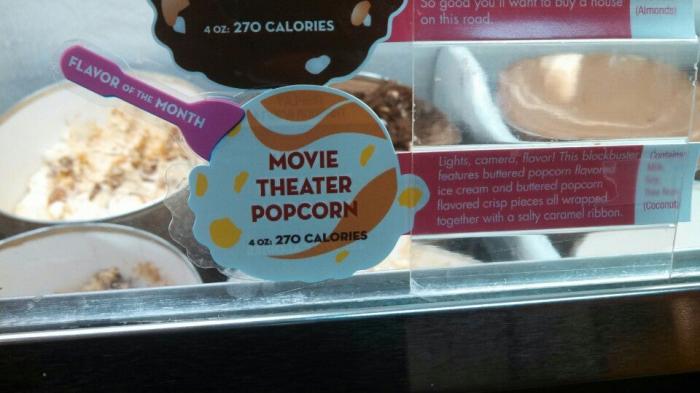 So good you'll want to buy a house
on this road.
(Almonds)
4 OZ: 270 CALORIES
FLAVOR OF THE MONTH
MOVIE
THEATER
POPCORN
4 OZ: 270 CALORIES
Lights, camera, flavor! This blockbuster
features buttered popcorn flavored
ice cream and buttered popcorn
flavored crisp pieces all wrapped
together with a salty caramel ribbon.
Contains:
Milk,
Soy,
Tree Nuts
(Coconut)